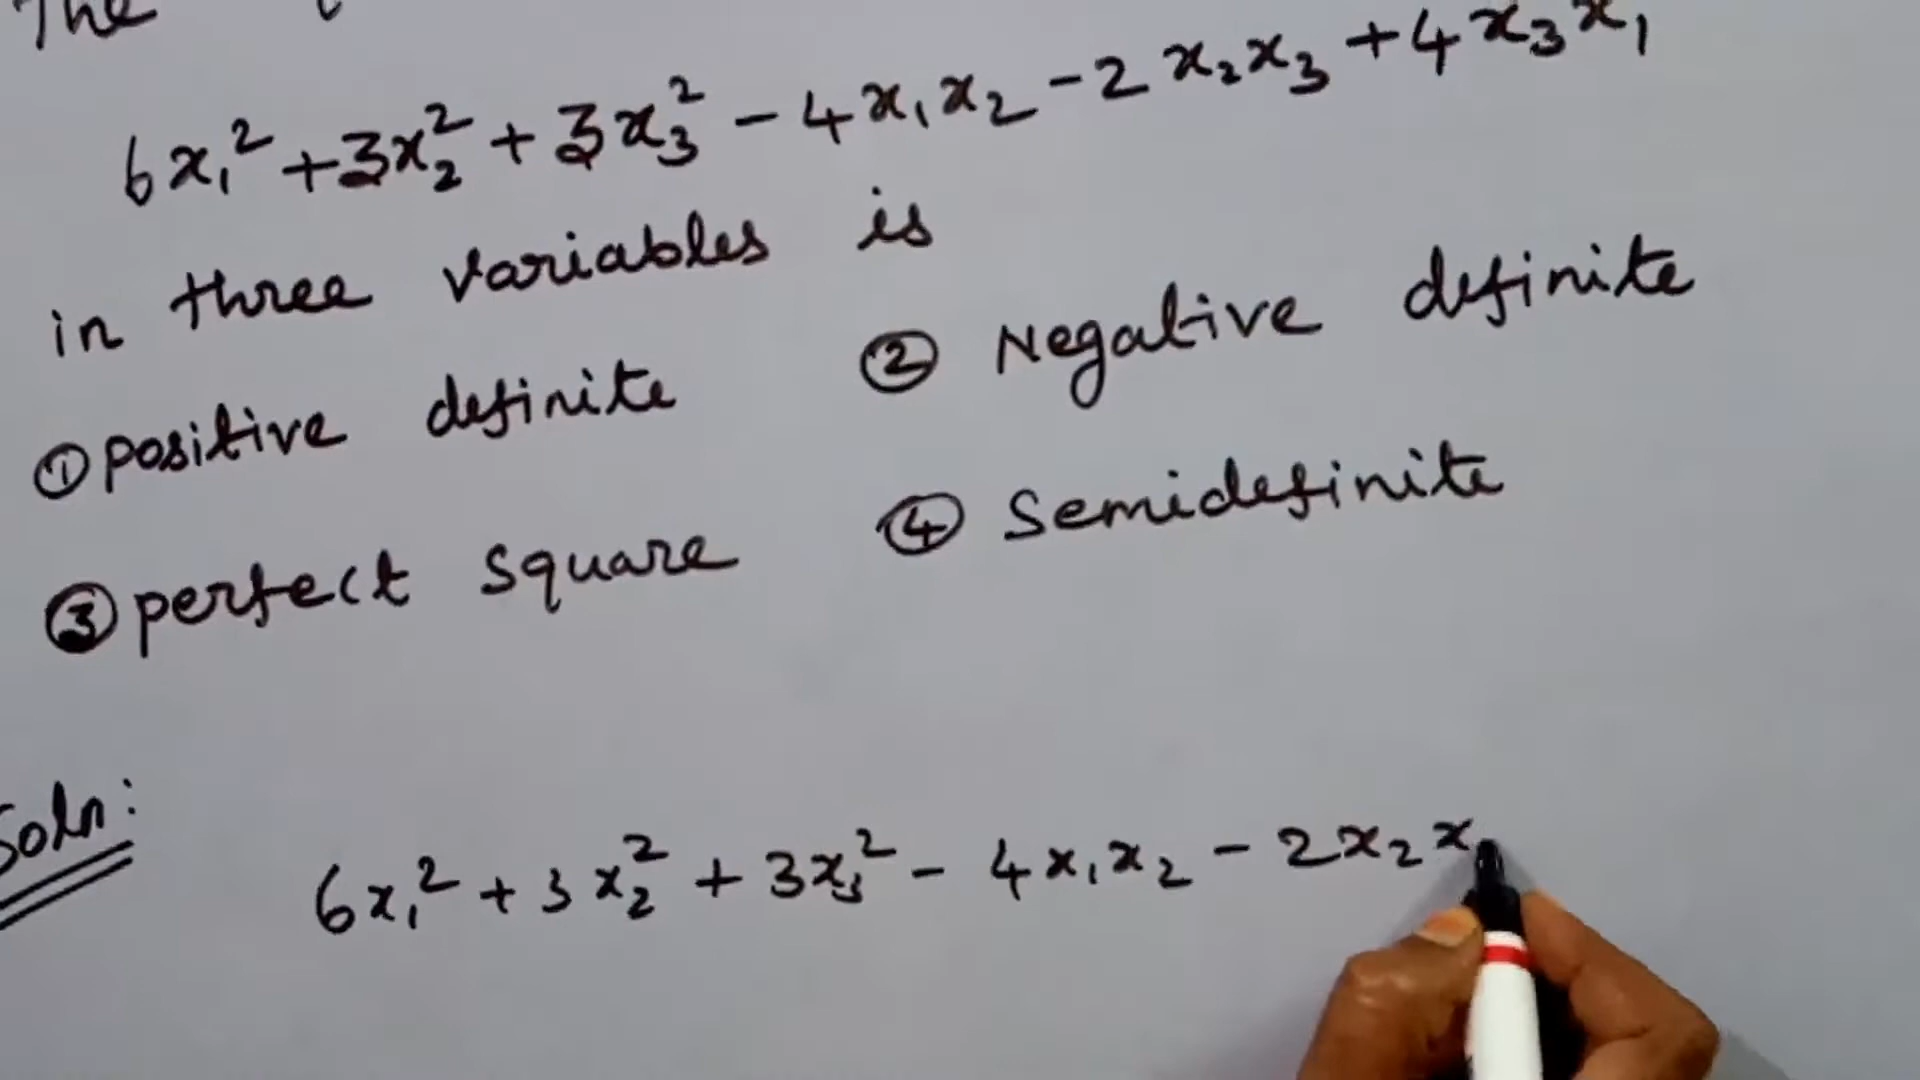 The
6x₁² + 3x₂² + 3x₃² - 4x₁x₂ - 2x₂x₃ + 4x₃x₁
in three variables is
① positive definite ② Negative definite
③ perfect square ④ Semidefinite
Soln:
6x₁² + 3x₂² + 3x₃² - 4x₁x₂ - 2x₂x